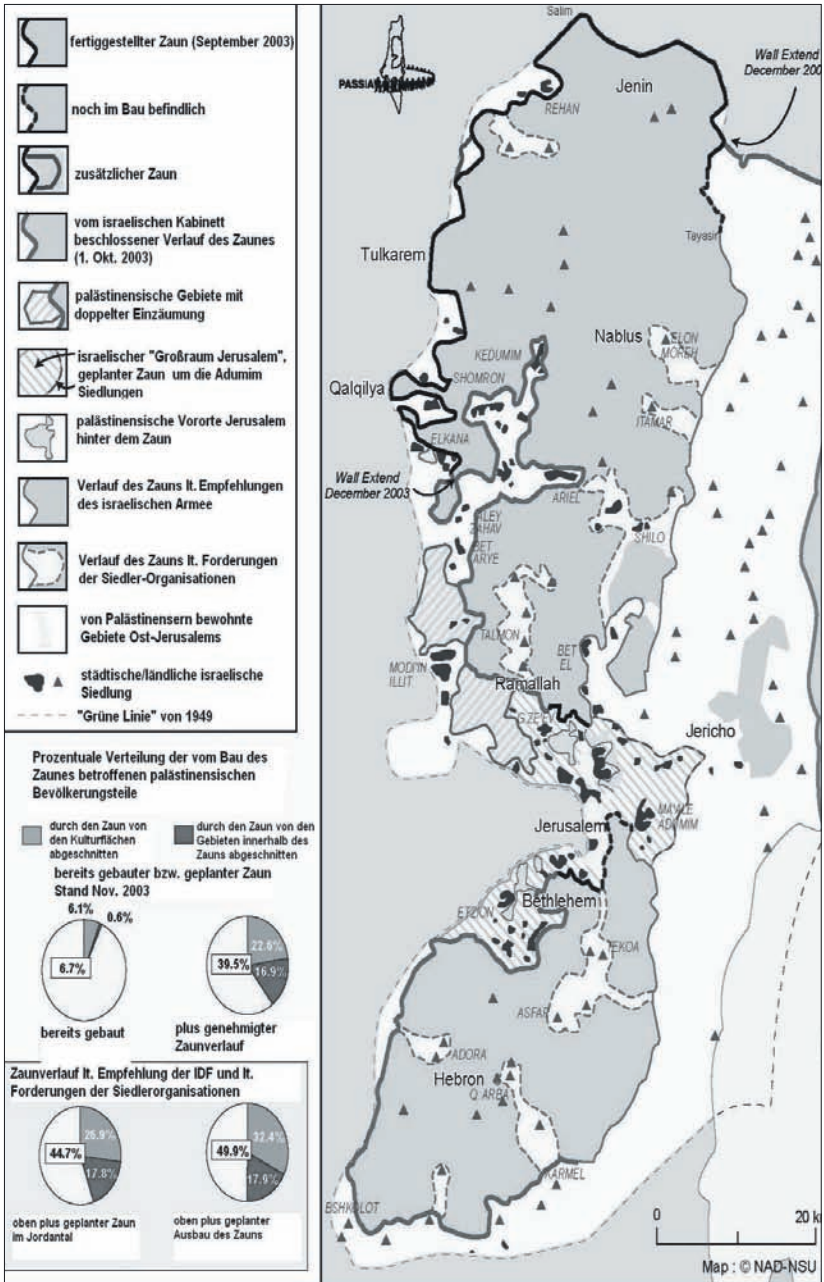 fertiggestellter Zaun (September 2003)
noch im Bau befindlich
zusätzlicher Zaun
vom israelischen Kabinett
beschlossener Verlauf des Zaunes
(1. Okt. 2003)
palästinensische Gebiete mit
doppelter Einzäumung
israelischer "Großraum Jerusalem",
geplanter Zaun um die Adumim
Siedlungen
palästinensische Vororte Jerusalem
hinter dem Zaun
Verlauf des Zauns lt. Empfehlungen
des israelischen Armee
Verlauf des Zauns lt. Forderungen
der Siedler-Organisationen
von Palästinensern bewohnte
Gebiete Ost-Jerusalems
städtische/ländliche israelische
Siedlung
"Grüne Linie" von 1949
Prozentuale Verteilung der vom Bau des
Zaunes betroffenen palästinensischen
Bevölkerungsteile
durch den Zaun von
den Kulturflächen
abgeschnitten
durch den Zaun von den
Gebieten innerhalb des
Zauns abgeschnitten
bereits gebauter bzw. geplanter Zaun
Stand Nov. 2003
6.1%
0.6%
6.7%
bereits gebaut
22.6%
39.5%
16.9%
plus genehmigter
Zaunverlauf
Zaunverlauf lt. Empfehlung der IDF und lt.
Forderungen der Siedlerorganisationen
26.9%
44.7%
17.8%
oben plus geplanter Zaun
im Jordantal
32.4%
49.9%
17.9%
oben plus geplanter
Ausbau des Zauns
PASSIA
Salim
Wall Extend
December 200
Jenin
REHAN
Tayasir
Tulkarem
Nablus
ELON
MOREH
KEDUMIM
SHOMRON
Qalqilya
ITAMAR
ELKANA
Wall Extend
December 2003
ARIEL
ALEY
ZAHAV
BET
ARYE
SHILO
TALMON
BET
EL
MODI'IN
ILLIT
Ramallah
G.ZE'EV
Jericho
MA'ALE
ADUMIM
Jerusalem
Bethlehem
ETZION
TEKOA
ASFAR
ADORA
Hebron
Q. ARBA
KARMEL
ESHKOLOT
0
20 k
Map : © NAD-NSU